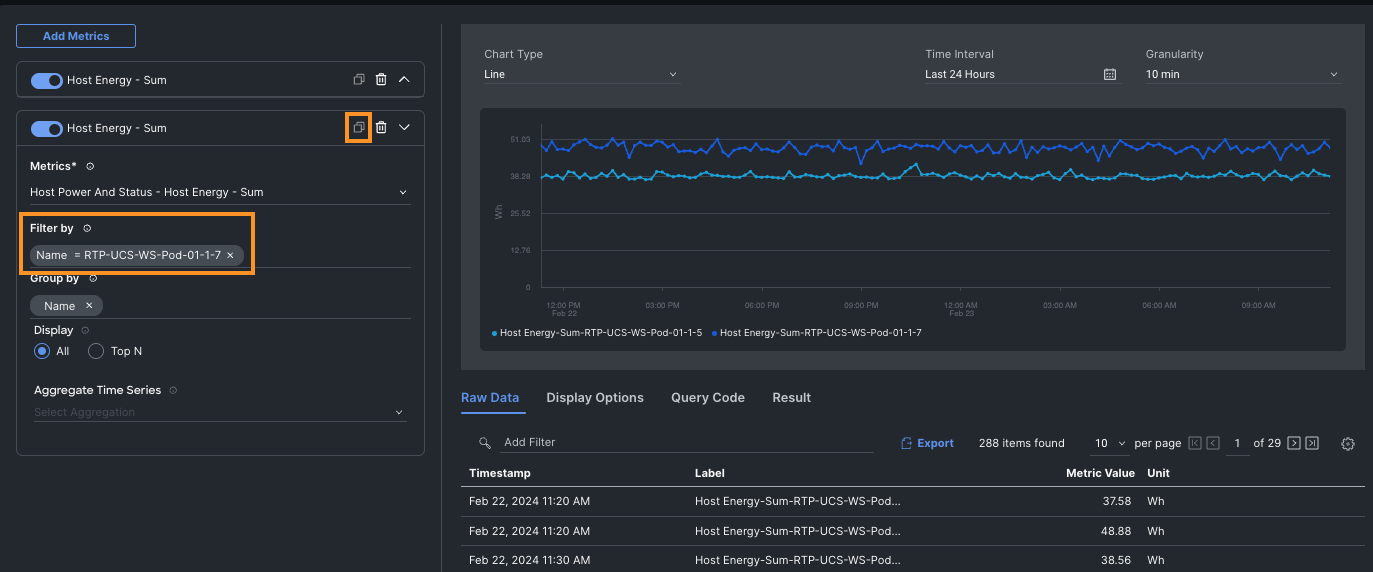 Add Metrics
Host Energy - Sum
Host Energy - Sum
Metrics*
Host Power And Status - Host Energy - Sum
Filter by
Name = RTP-UCS-WS-Pod-01-1-7 ×
Group by
Name ×
Display
All Top N
Aggregate Time Series
Select Aggregation
Chart Type
Line
Time Interval
Last 24 Hours
Granularity
10 min
Wh
51.03
38.28
25.52
12.76
0
12:00 PM 03:00 PM 06:00 PM 09:00 PM 12:00 AM 03:00 AM 06:00 AM 09:00 AM
Feb 22 Feb 23
Host Energy-Sum-RTP-UCS-WS-Pod-01-1-5 Host Energy-Sum-RTP-UCS-WS-Pod-01-1-7
Raw Data Display Options Query Code Result
Add Filter Export 288 items found 10 per page 1 of 29
Timestamp Label Metric Value Unit
Feb 22, 2024 11:20 AM Host Energy-Sum-RTP-UCS-WS-Pod... 37.58 Wh
Feb 22, 2024 11:20 AM Host Energy-Sum-RTP-UCS-WS-Pod... 48.88 Wh
Feb 22, 2024 11:30 AM Host Energy-Sum-RTP-UCS-WS-Pod... 38.56 Wh